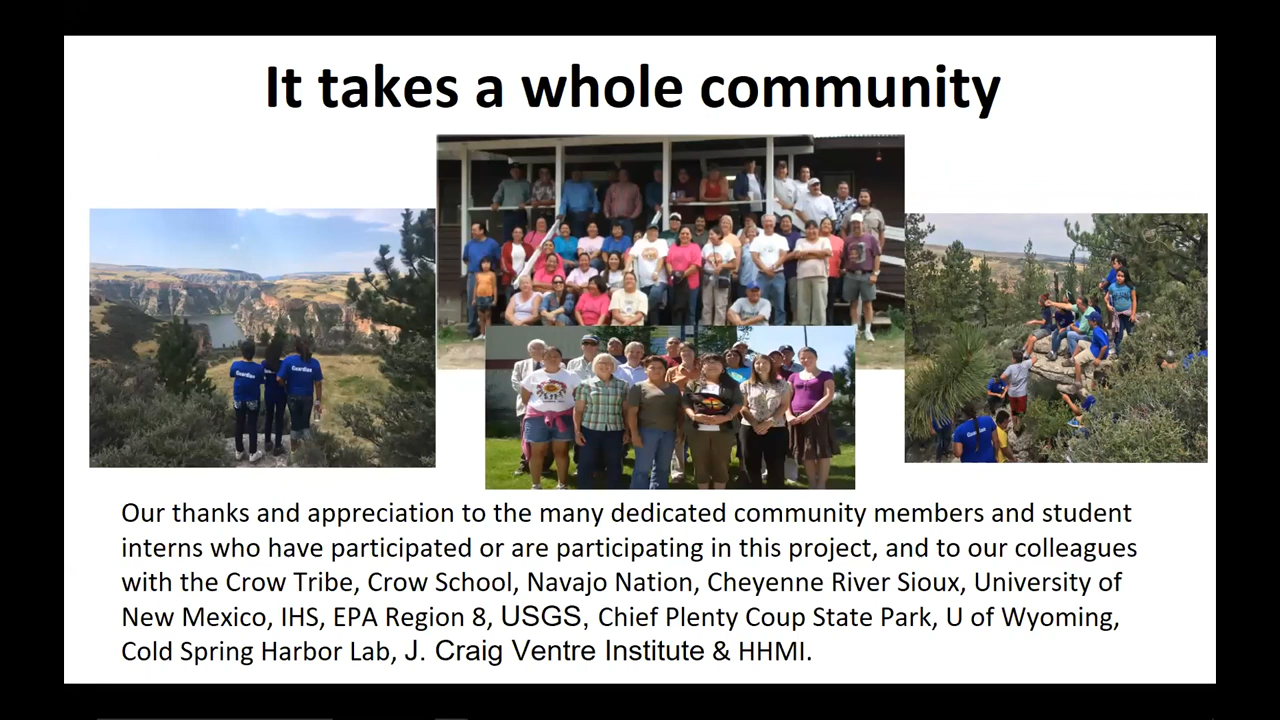 It takes a whole community
Guardian
Guardian
Guardian
Our thanks and appreciation to the many dedicated community members and student
interns who have participated or are participating in this project, and to our colleagues
with the Crow Tribe, Crow School, Navajo Nation, Cheyenne River Sioux, University of
New Mexico, IHS, EPA Region 8, USGS, Chief Plenty Coup State Park, U of Wyoming,
Cold Spring Harbor Lab, J. Craig Ventre Institute & HHMI.